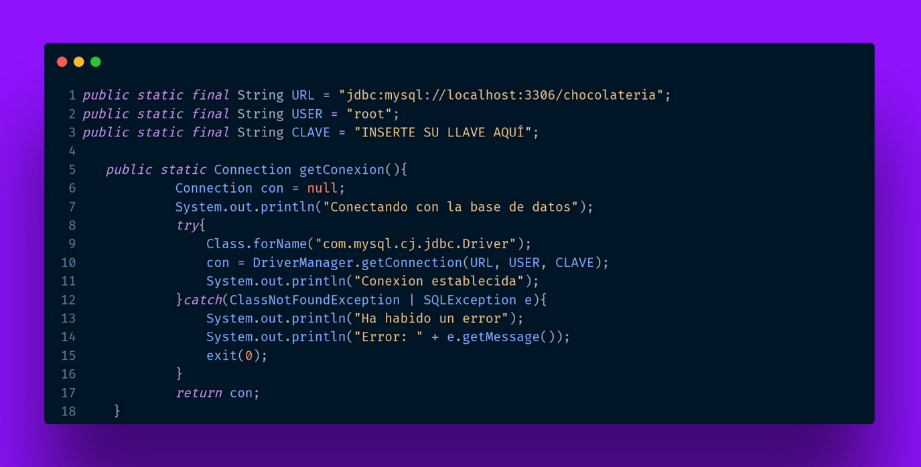 1 public static final String URL = "jdbc:mysql://localhost:3306/chocolateria";
2 public static final String USER = "root";
3 public static final String CLAVE = "INSERTE SU LLAVE AQUÍ";
4
5    public static Connection getConexion(){
6             Connection con = null;
7             System.out.println("Conectando con la base de datos");
8             try{
9                 Class.forName("com.mysql.cj.jdbc.Driver");
10                 con = DriverManager.getConnection(URL, USER, CLAVE);
11                 System.out.println("Conexion establecida");
12             }catch(ClassNotFoundException | SQLException e){
13                 System.out.println("Ha habido un error");
14                 System.out.println("Error: " + e.getMessage());
15                 exit(0);
16             }
17             return con;
18     }